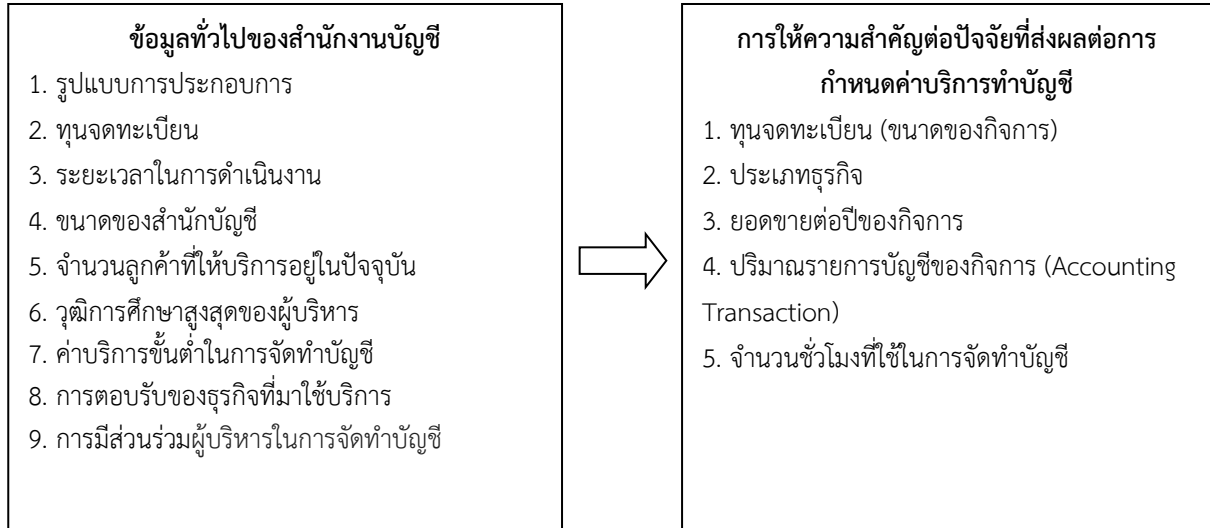 ข้อมูลทั่วไปของสำนักงานบัญชี
1. รูปแบบการประกอบการ
2. ทุนจดทะเบียน
3. ระยะเวลาในการดำเนินงาน
4. ขนาดของสำนักบัญชี
5. จำนวนลูกค้าที่ให้บริการอยู่ในปัจจุบัน
6. วุฒิการศึกษาสูงสุดของผู้บริหาร
7. ค่าบริการขั้นต่ำในการจัดทำบัญชี
8. การตอบรับของธุรกิจที่มาใช้บริการ
9. การมีส่วนร่วมผู้บริหารในการจัดทำบัญชี
การให้ความสำคัญต่อปัจจัยที่ส่งผลต่อการ
กำหนดค่าบริการทำบัญชี
1. ทุนจดทะเบียน (ขนาดของกิจการ)
2. ประเภทธุรกิจ
3. ยอดขายต่อปีของกิจการ
4. ปริมาณรายการบัญชีของกิจการ (Accounting
Transaction)
5. จำนวนชั่วโมงที่ใช้ในการจัดทำบัญชี